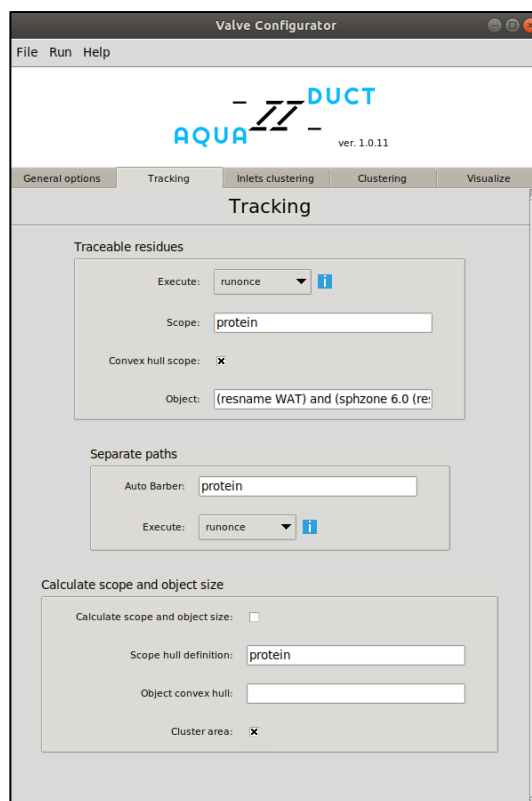 Valve Configurator
File Run Help
AQUA DUCT
ver. 1.0.11
General options Tracking Inlets clustering Clustering Visualize
Tracking
Traceable residues
Execute: runonce i
Scope: protein
Convex hull scope:
Object: (resname WAT) and (sphzone 6.0 (res
Separate paths
Auto Barber: protein
Execute: runonce i
Calculate scope and object size
Calculate scope and object size:
Scope hull definition: protein
Object convex hull:
Cluster area: